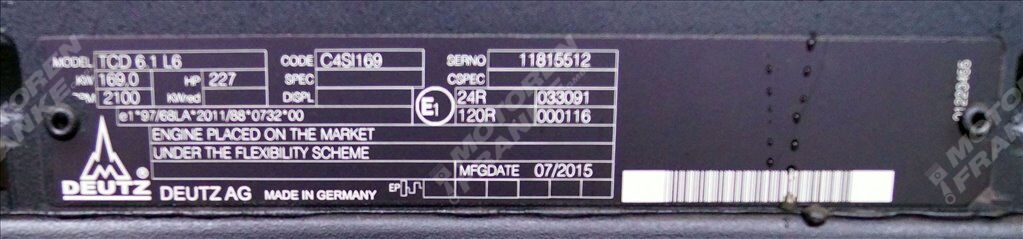 MODEL TCD 6.1 L6 CODE C4SI169 SERNO 11815512
KW 169.0 HP 227 SPEC CSPEC
RPM 2100 KWred DISPL E1 24R 033091
e1*97/68LA*2011/88*0732*00 120R 000116
ENGINE PLACED ON THE MARKET
UNDER THE FLEXIBILITY SCHEME
MFGDATE 07/2015
DEUTZ DEUTZ AG MADE IN GERMANY EP
MOTOREN FRANKE